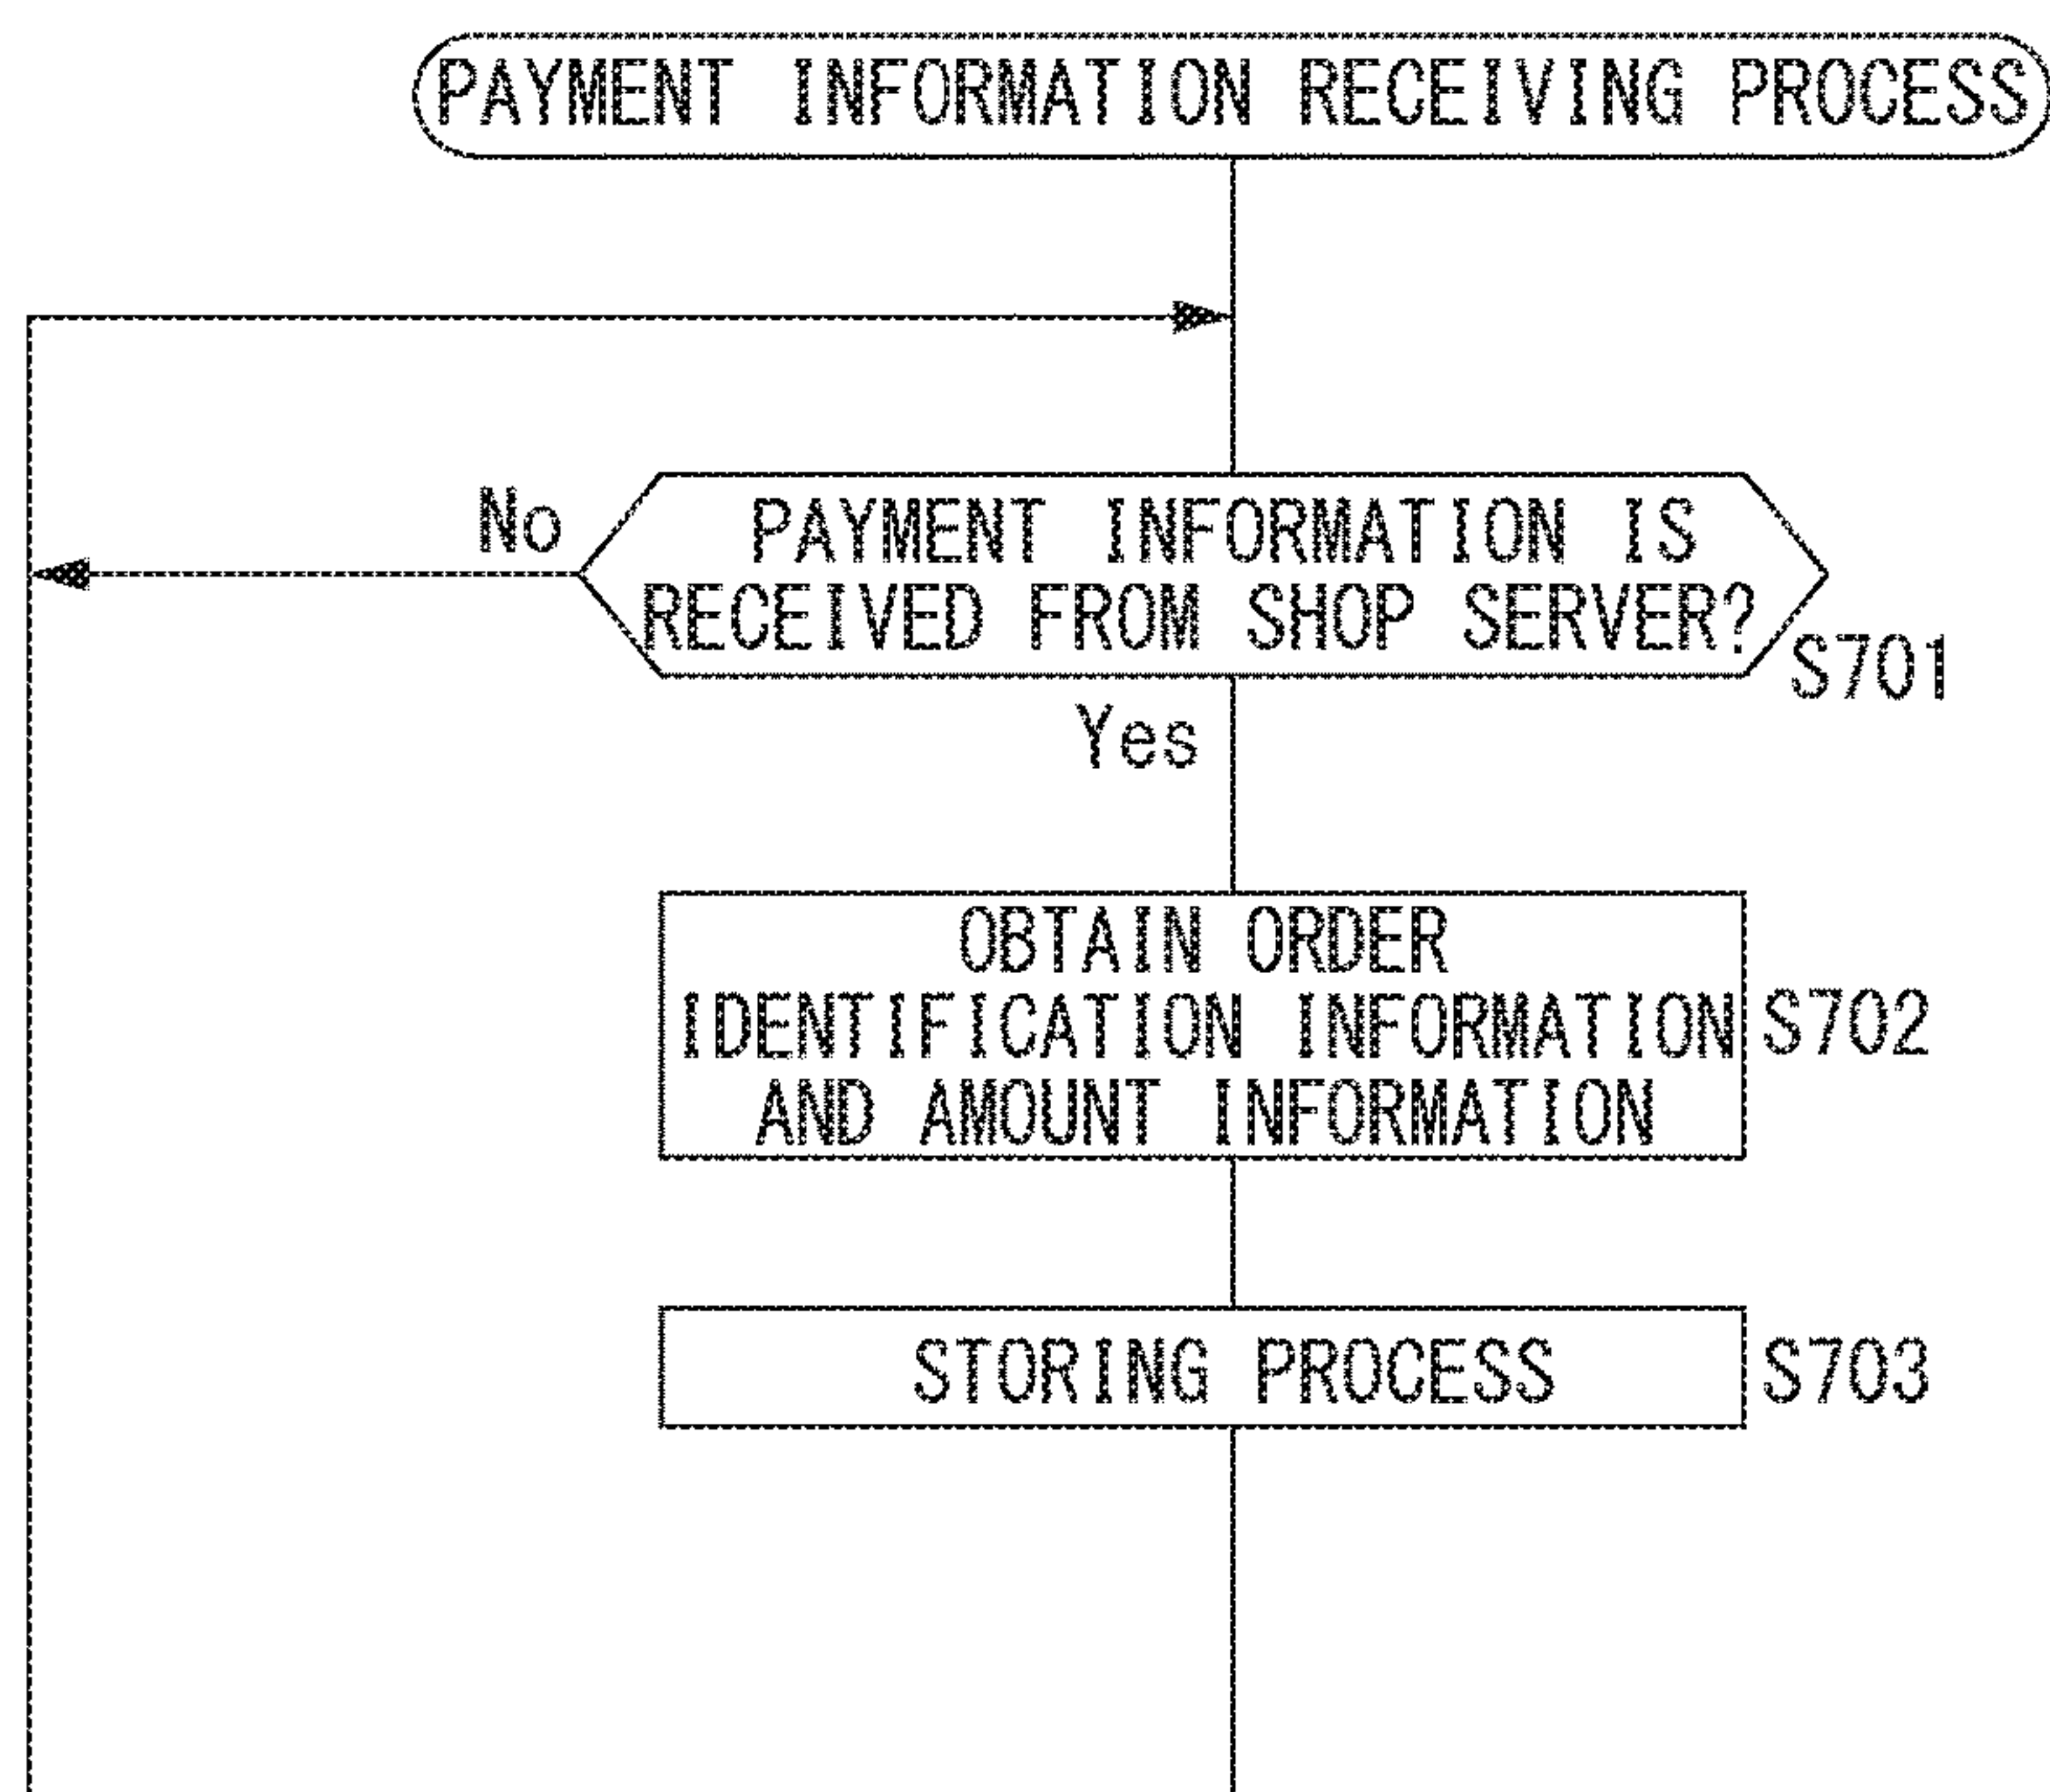 PAYMENT INFORMATION RECEIVING PROCESS
No
PAYMENT INFORMATION IS
RECEIVED FROM SHOP SERVER?
S701
Yes
OBTAIN ORDER
IDENTIFICATION INFORMATION
AND AMOUNT INFORMATION
S702
STORING PROCESS
S703